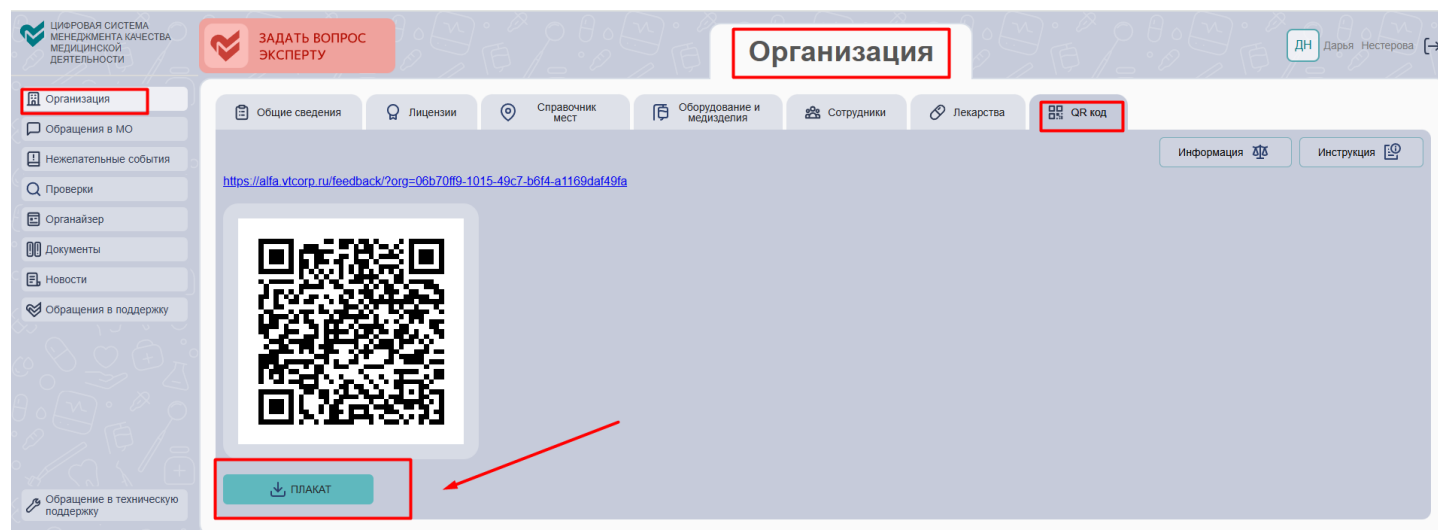 ЦИФРОВАЯ СИСТЕМА
МЕНЕДЖМЕНТА КАЧЕСТВА
МЕДИЦИНСКОЙ
ДЕЯТЕЛЬНОСТИ
ЗАДАТЬ ВОПРОС
ЭКСПЕРТУ
Организация
ДН Дарья Нестерова
Организация
Обращения в МО
Нежелательные события
Проверки
Органайзер
Документы
Новости
Обращения в поддержку
Обращение в техническую
поддержку
Общие сведения
Лицензии
Справочник
мест
Оборудование и
медизделия
Сотрудники
Лекарства
QR код
Информация
Инструкция
https://alfa.vtcorp.ru/feedback/?org=06b70ff9-1015-49c7-b6f4-a1169daf49fa
ПЛАКАТ